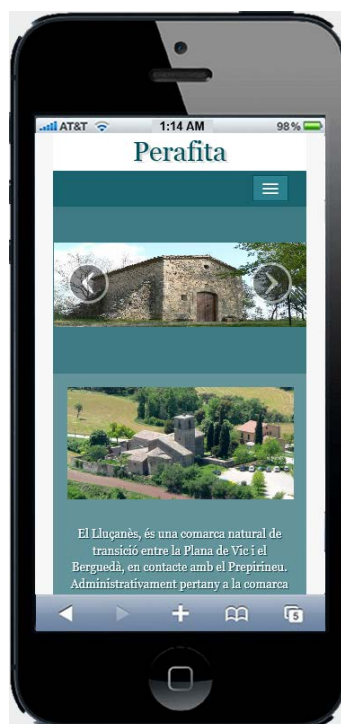 AT&T 1:14 AM 98%
Perafita
El Lluçanès, és una comarca natural de
transició entre la Plana de Vic i el
Berguedà, en contacte amb el Prepirineu.
Administrativament pertany a la comarca
5